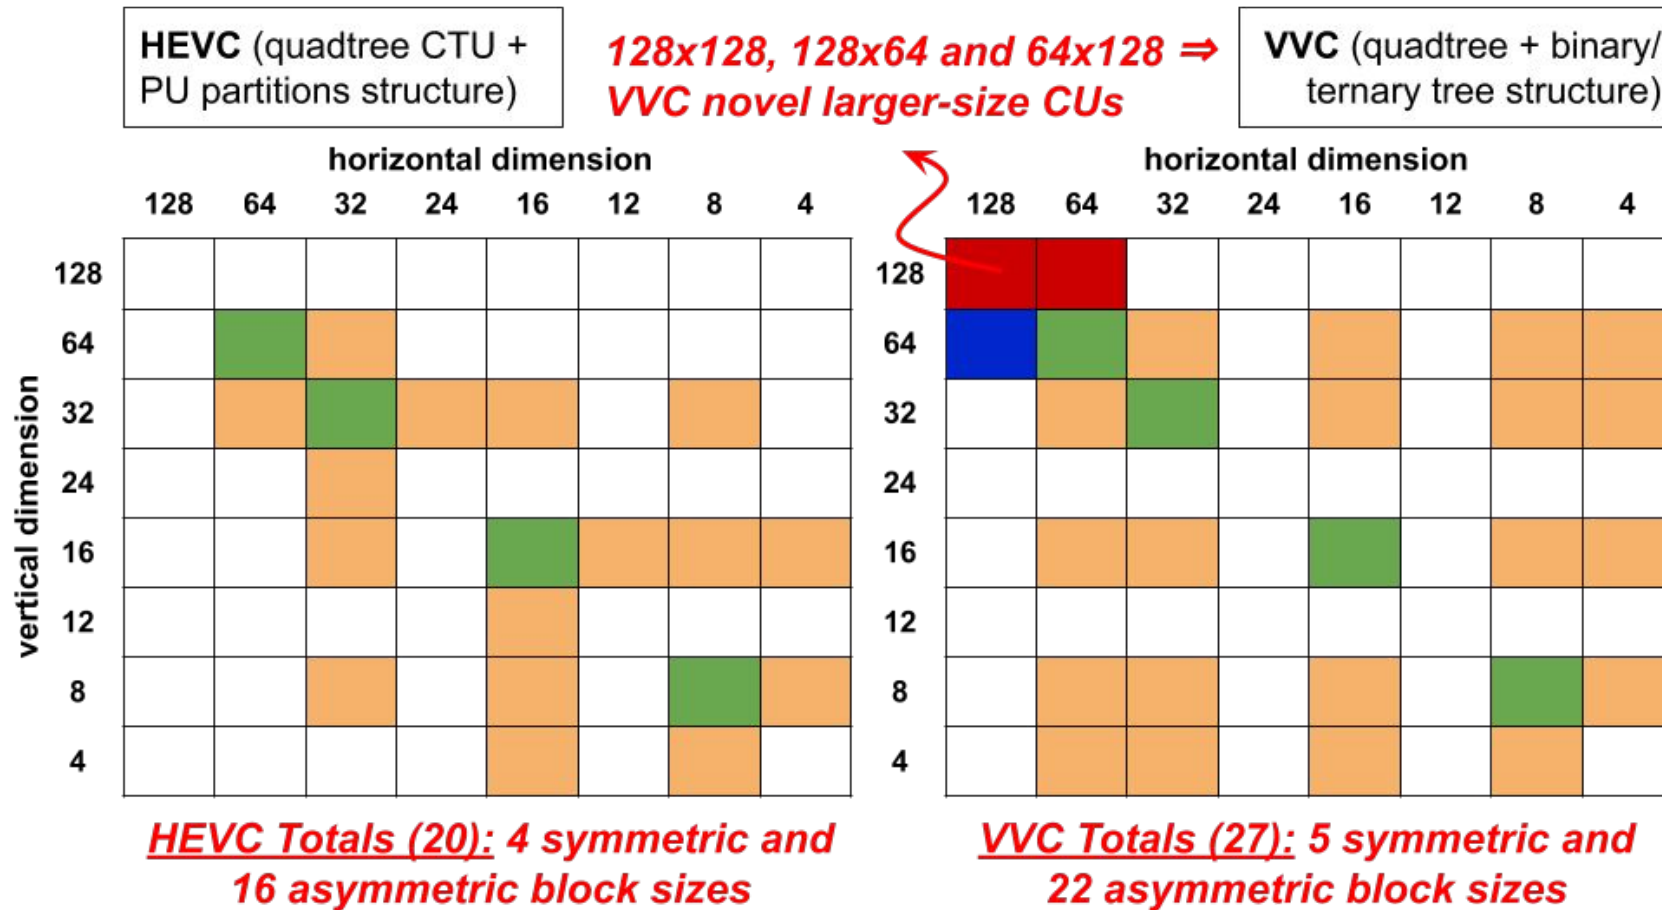 HEVC (quadtree CTU +
PU partitions structure)
128x128, 128x64 and 64x128 ⇒
VVC novel larger-size CUs
VVC (quadtree + binary/
ternary tree structure)
horizontal dimension
128 64 32 24 16 12 8 4
vertical dimension
128
64
32
24
16
12
8
4
HEVC Totals (20): 4 symmetric and
16 asymmetric block sizes
horizontal dimension
128 64 32 24 16 12 8 4
128
64
32
24
16
12
8
4
VVC Totals (27): 5 symmetric and
22 asymmetric block sizes